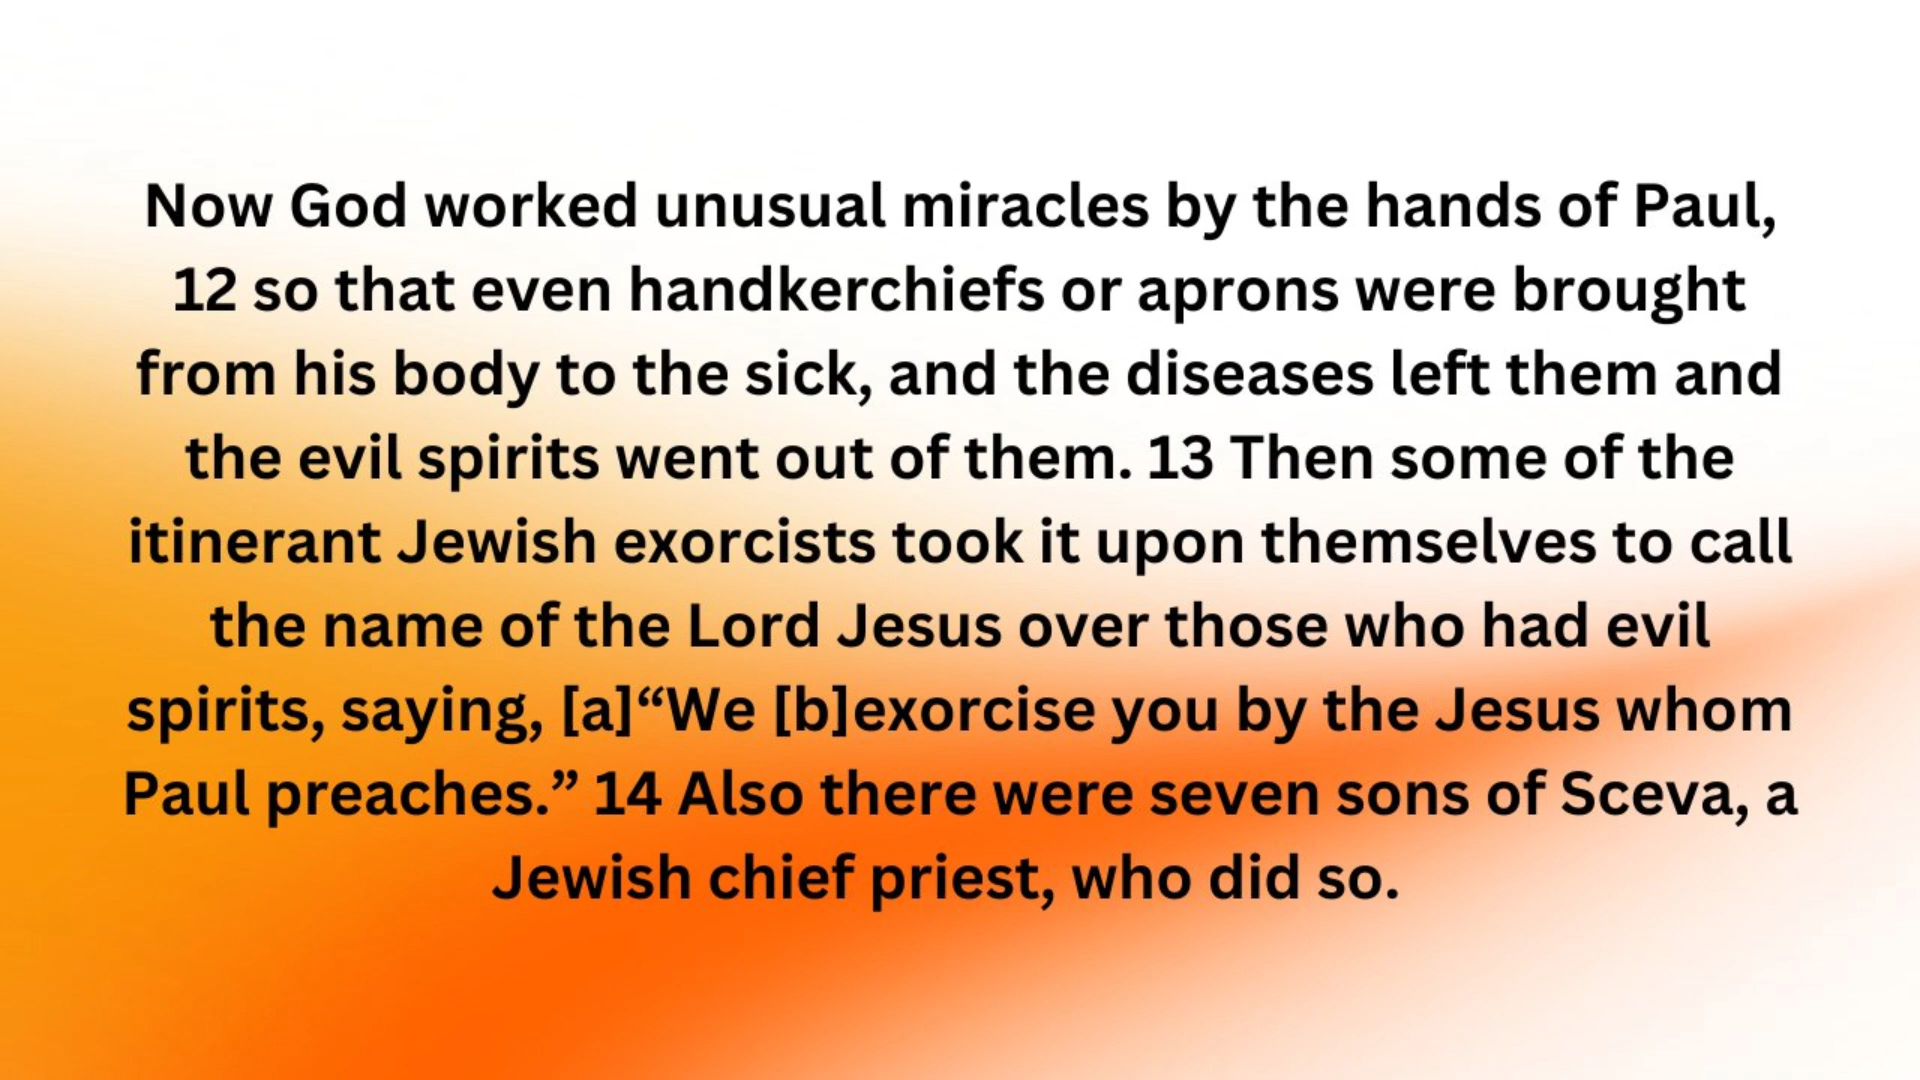 Now God worked unusual miracles by the hands of Paul,
12 so that even handkerchiefs or aprons were brought
from his body to the sick, and the diseases left them and
the evil spirits went out of them. 13 Then some of the
itinerant Jewish exorcists took it upon themselves to call
the name of the Lord Jesus over those who had evil
spirits, saying, [a]“We [b]exorcise you by the Jesus whom
Paul preaches.” 14 Also there were seven sons of Sceva, a
Jewish chief priest, who did so.